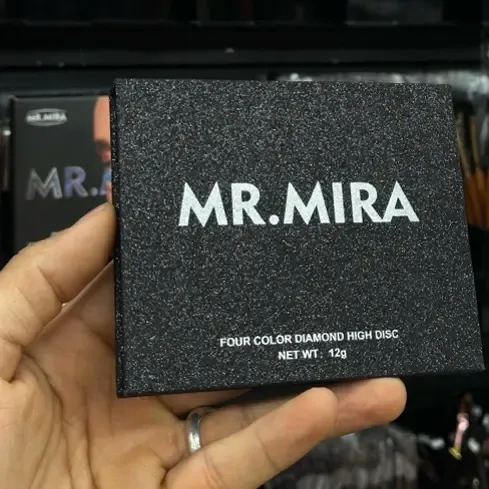 MR.MIRA
MR.MIRA
FOUR COLOR DIAMOND HIGH DISC
NET WT: 12g